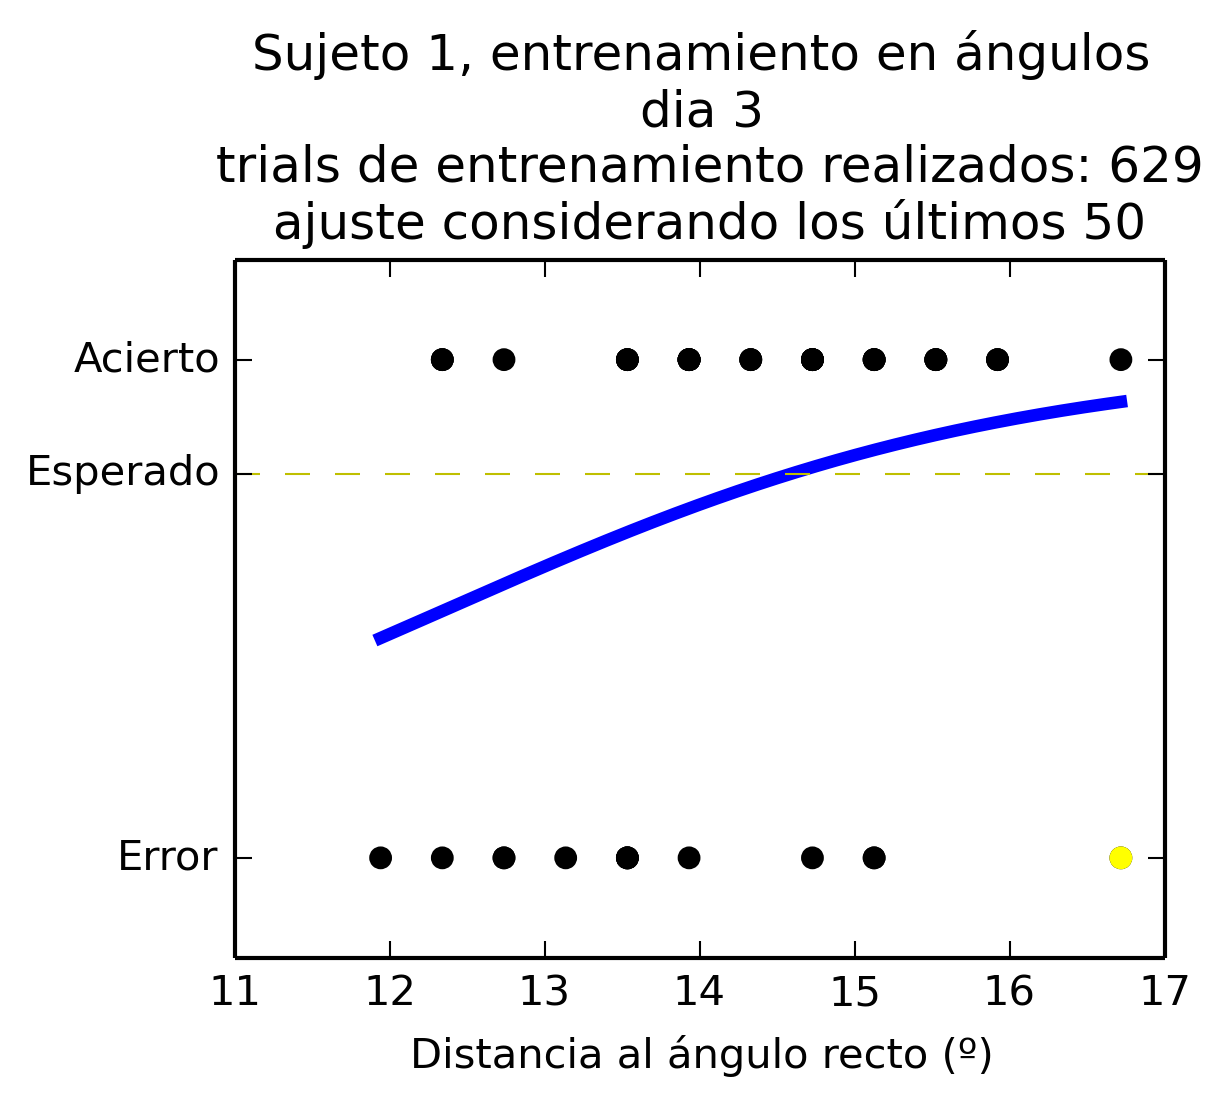 Sujeto 1, entrenamiento en ángulos
dia 3
trials de entrenamiento realizados: 629
ajuste considerando los últimos 50
Acierto
Esperado
Error
11 12 13 14 15 16 17
Distancia al ángulo recto (º)